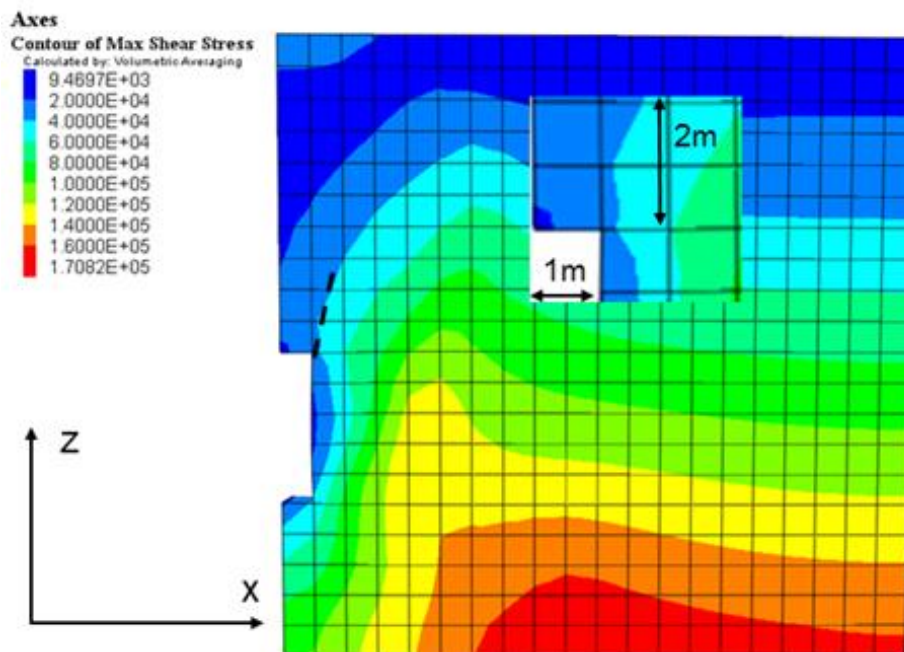 Axes
Contour of Max Shear Stress
Calculated by: Volumetric Averaging
9.4697E+03
2.0000E+04
4.0000E+04
6.0000E+04
8.0000E+04
1.0000E+05
1.2000E+05
1.4000E+05
1.6000E+05
1.7082E+05
2m
1m
Z
X